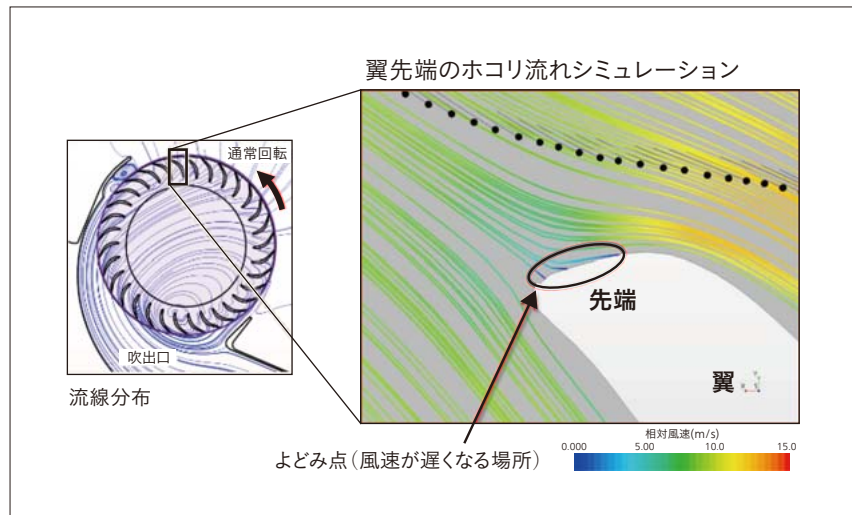 翼先端のホコリ流れシミュレーション
通常回転
吹出口
流線分布
先端
翼
よどみ点（風速が遅くなる場所）
相対風速(m/s)
0.000 5.00 10.0 15.0